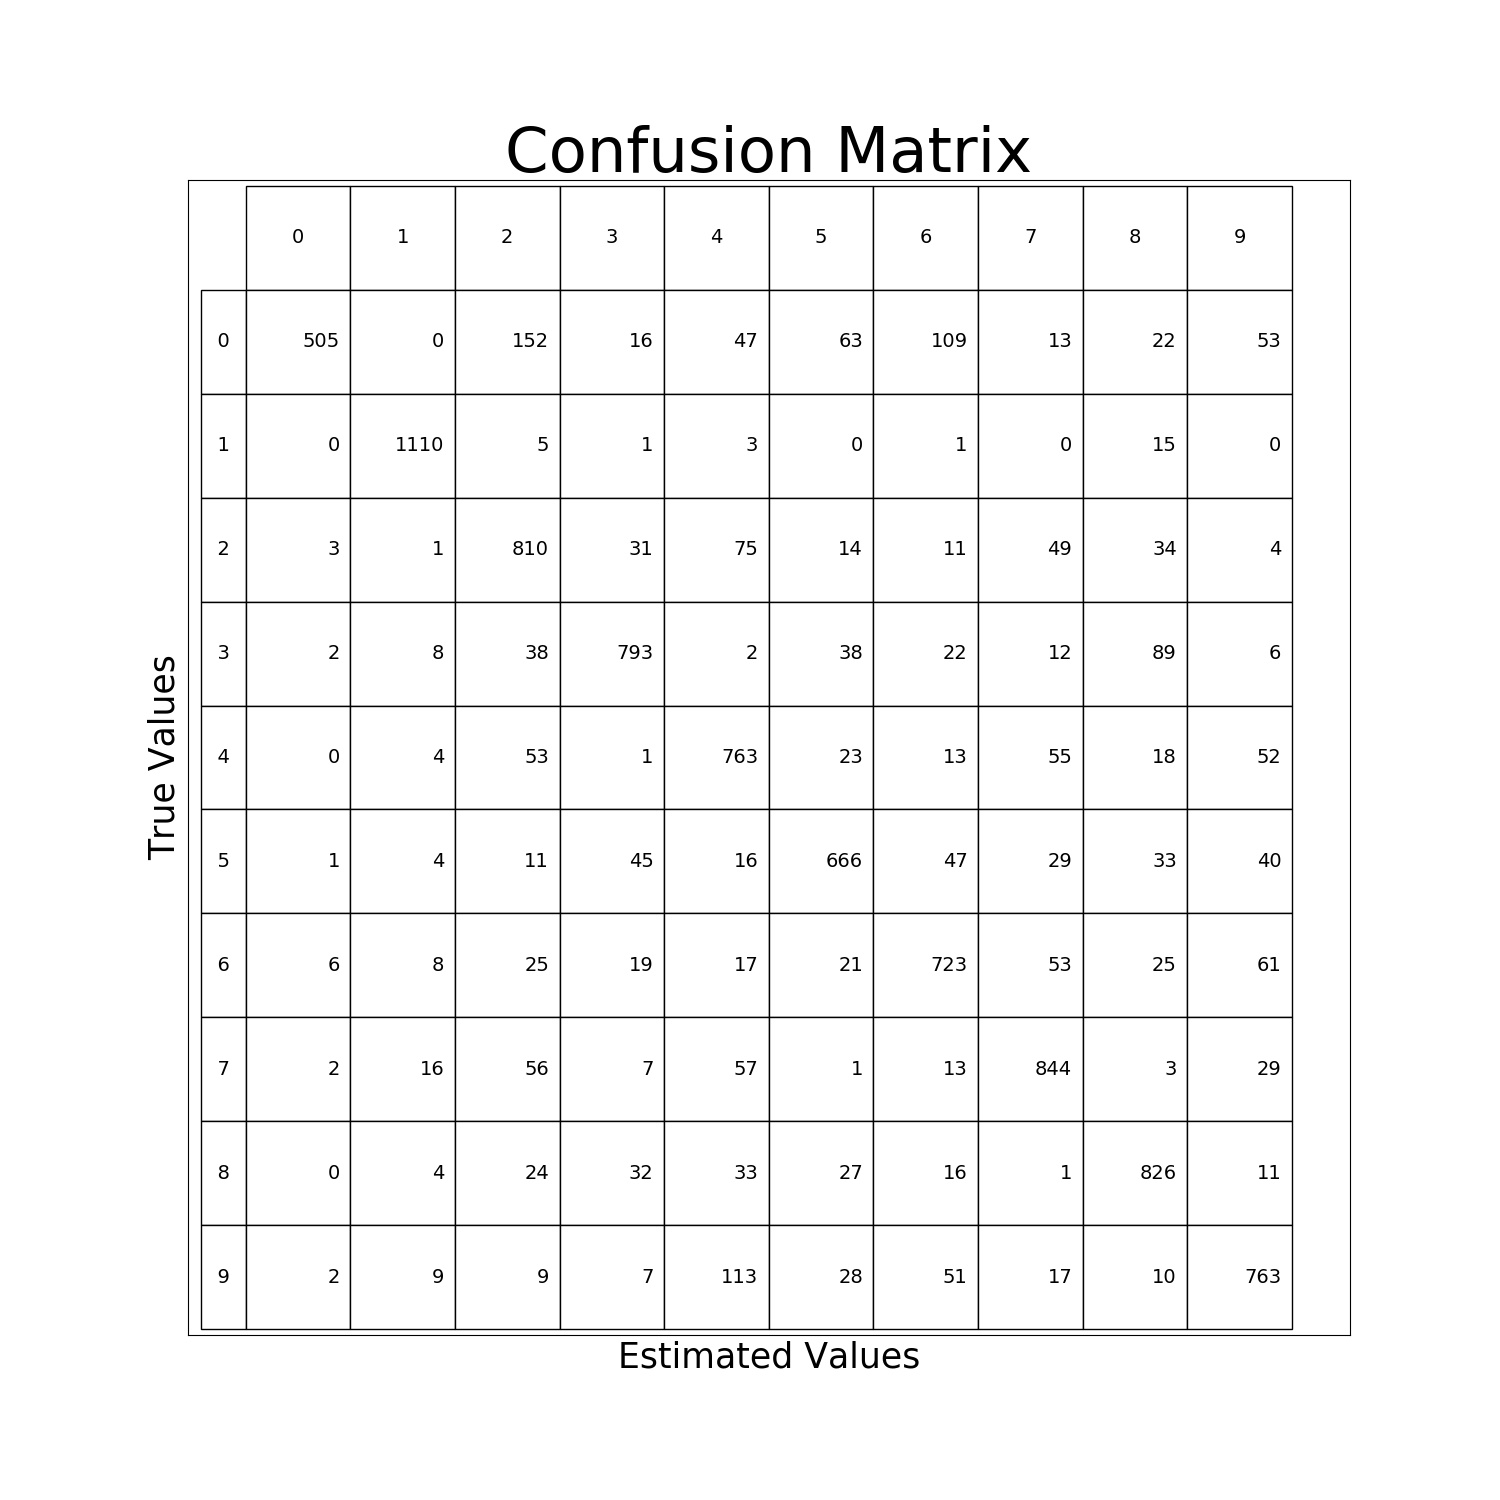 Confusion Matrix
0 1 2 3 4 5 6 7 8 9
0 505 0 152 16 47 63 109 13 22 53
1 0 1110 5 1 3 0 1 0 15 0
2 3 1 810 31 75 14 11 49 34 4
3 2 8 38 793 2 38 22 12 89 6
4 0 4 53 1 763 23 13 55 18 52
5 1 4 11 45 16 666 47 29 33 40
6 6 8 25 19 17 21 723 53 25 61
7 2 16 56 7 57 1 13 844 3 29
8 0 4 24 32 33 27 16 1 826 11
9 2 9 9 7 113 28 51 17 10 763
True Values
Estimated Values